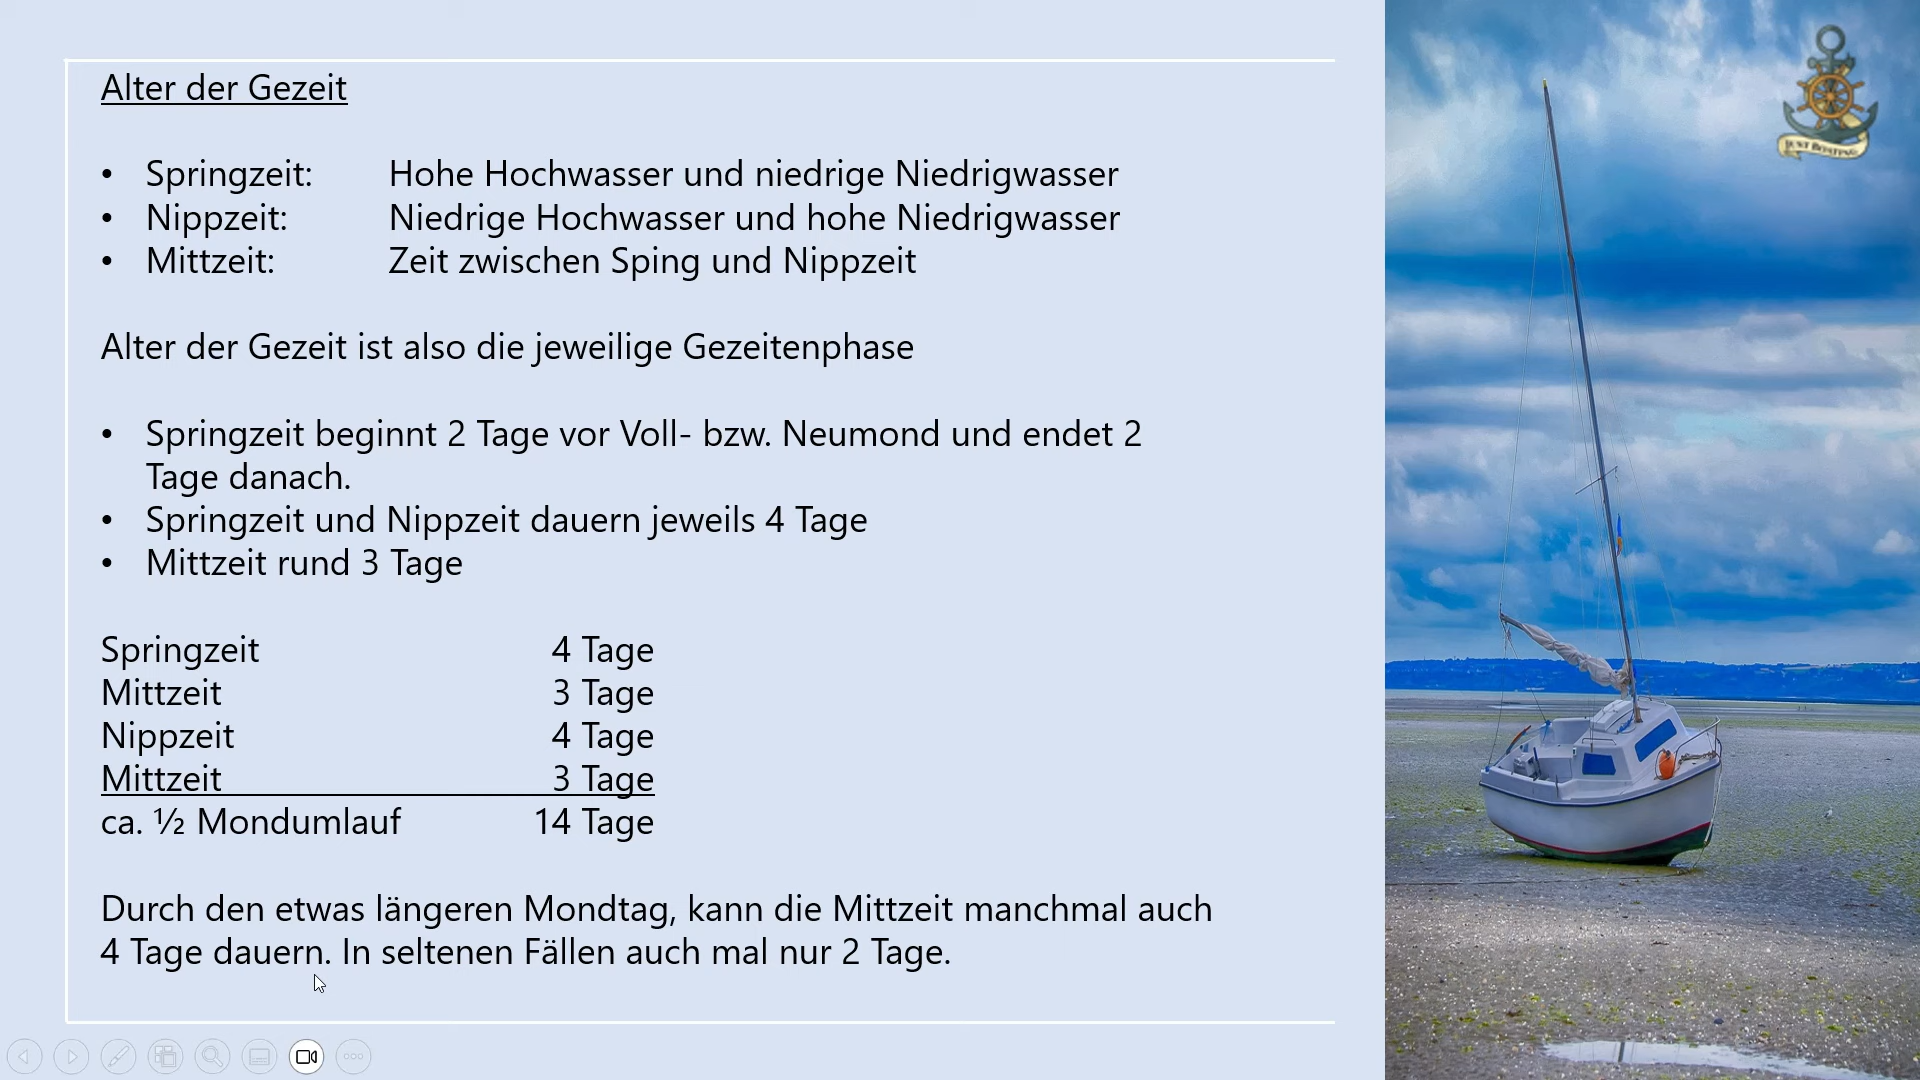 Alter der Gezeit
• Springzeit: Hohe Hochwasser und niedrige Niedrigwasser
• Nippzeit: Niedrige Hochwasser und hohe Niedrigwasser
• Mittzeit: Zeit zwischen Sping und Nippzeit
Alter der Gezeit ist also die jeweilige Gezeitenphase
• Springzeit beginnt 2 Tage vor Voll- bzw. Neumond und endet 2
Tage danach.
• Springzeit und Nippzeit dauern jeweils 4 Tage
• Mittzeit rund 3 Tage
Springzeit 4 Tage
Mittzeit 3 Tage
Nippzeit 4 Tage
Mittzeit 3 Tage
ca. ½ Mondumlauf 14 Tage
Durch den etwas längeren Mondtag, kann die Mittzeit manchmal auch
4 Tage dauern. In seltenen Fällen auch mal nur 2 Tage.
JUST BOATING